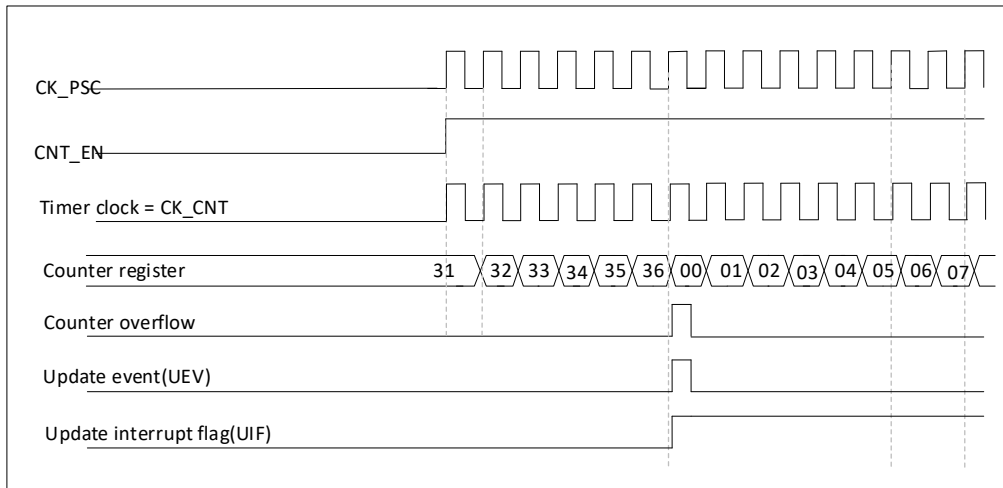 CK_PSC
CNT_EN
Timer clock = CK_CNT
Counter register 31 32 33 34 35 36 00 01 02 03 04 05 06 07
Counter overflow
Update event(UEV)
Update interrupt flag(UIF)